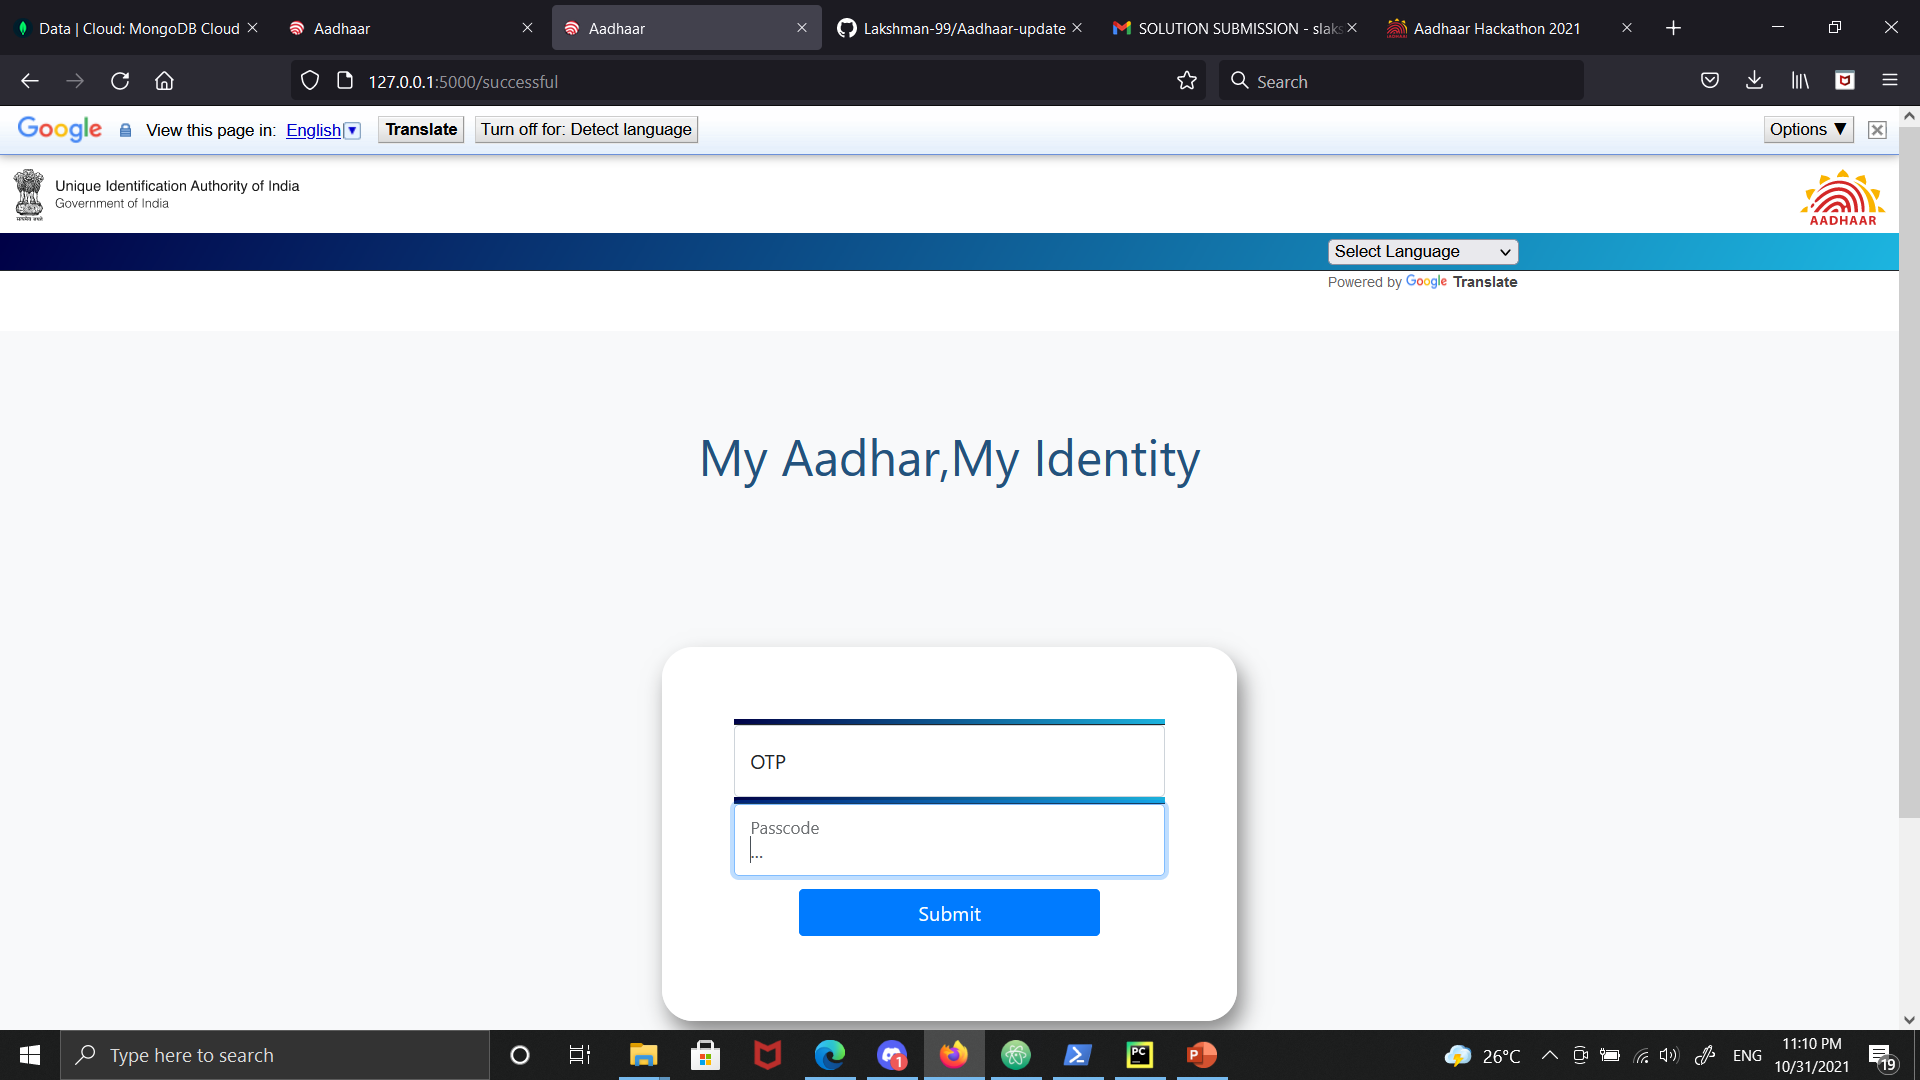 Data | Cloud: MongoDB Cloud
Aadhaar
Aadhaar
Lakshman-99/Aadhaar-update
SOLUTION SUBMISSION - slaks
Aadhaar Hackathon 2021
127.0.0.1:5000/successful
Search
Google View this page in: English Translate Turn off for: Detect language Options ▼
Unique Identification Authority of India
Government of India
AADHAAR
Select Language
Powered by Google Translate
My Aadhar,My Identity
OTP
Passcode
...
Submit
Type here to search
1
PC
P
26°C
ENG
11:10 PM
10/31/2021
19